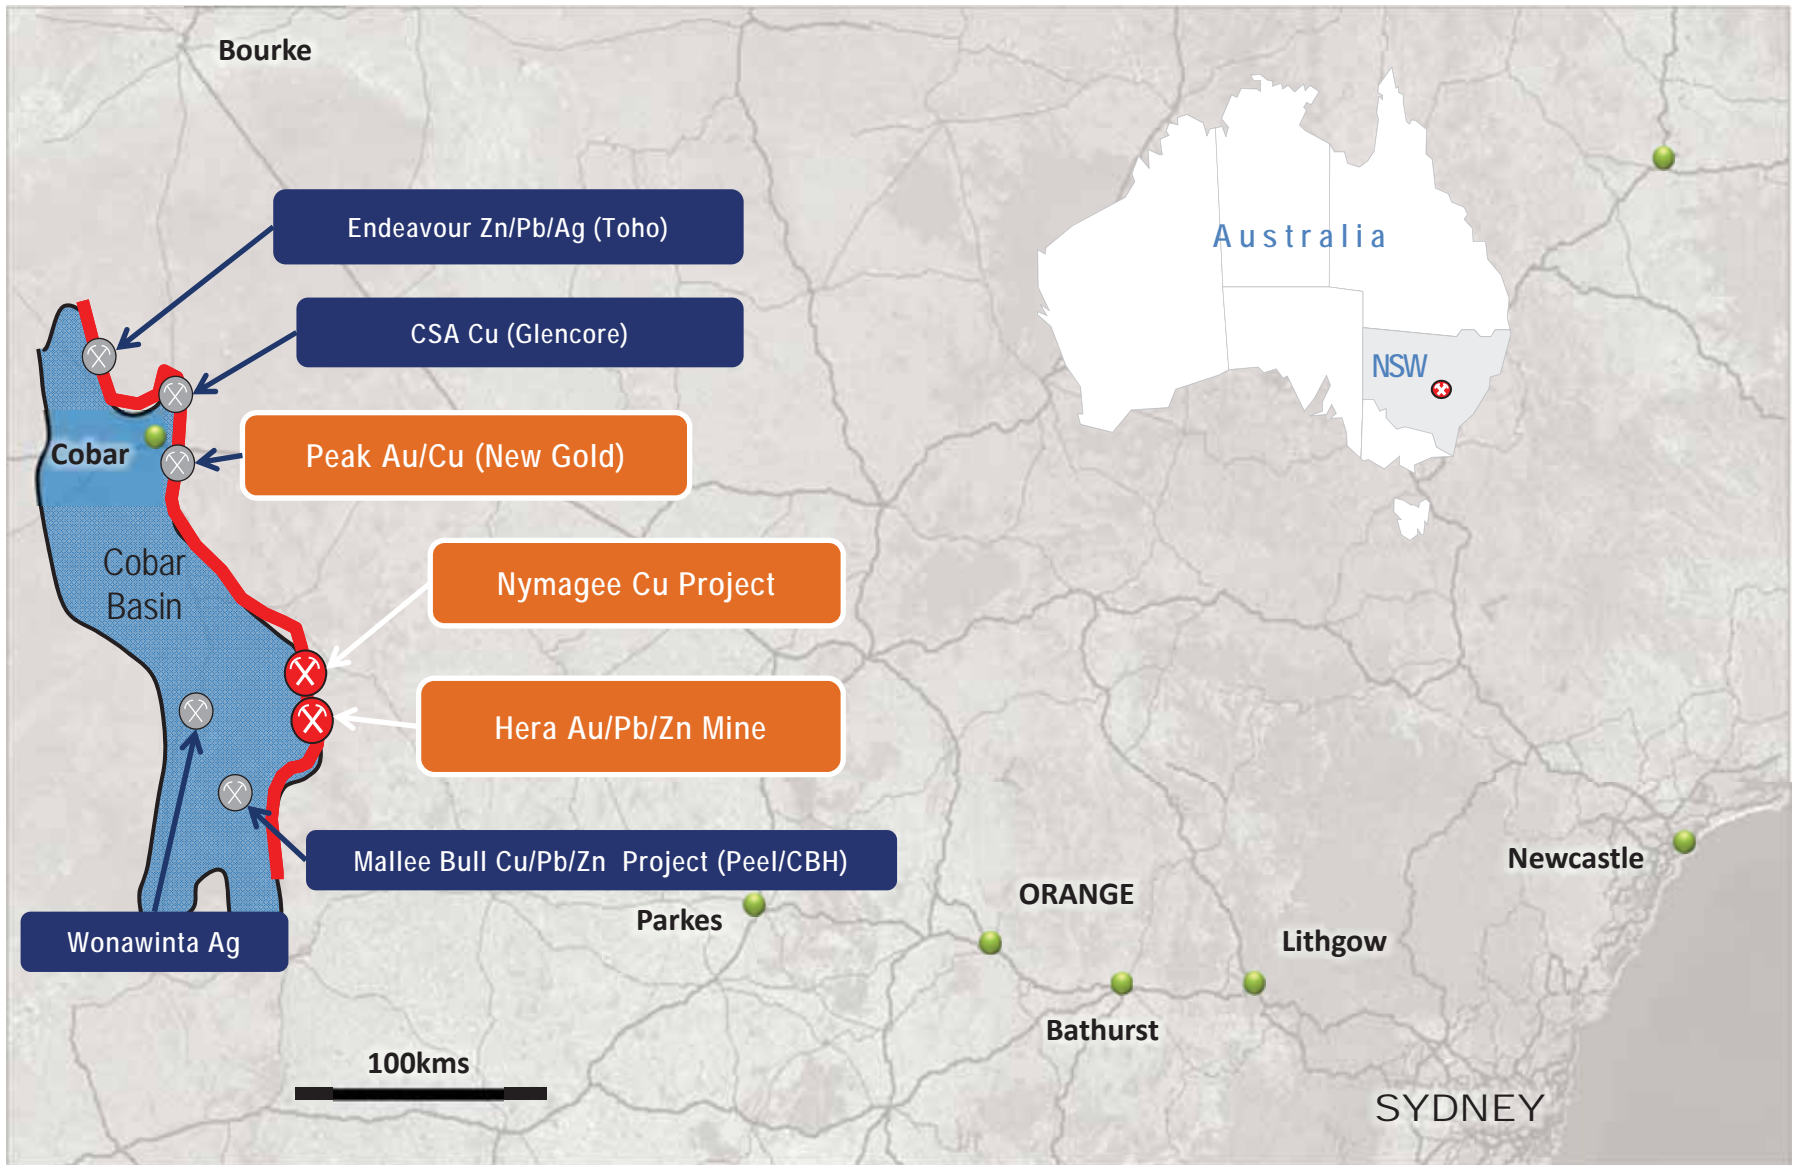 Bourke
Endeavour Zn/Pb/Ag (Toho)
Australia
CSA Cu (Glencore)
NSW
Cobar
Peak Au/Cu (New Gold)
Cobar
Basin
Nymagee Cu Project
Hera Au/Pb/Zn Mine
Mallee Bull Cu/Pb/Zn Project (Peel/CBH)
Newcastle
ORANGE
Parkes
Wonawinta Ag
Lithgow
Bathurst
100kms
SYDNEY